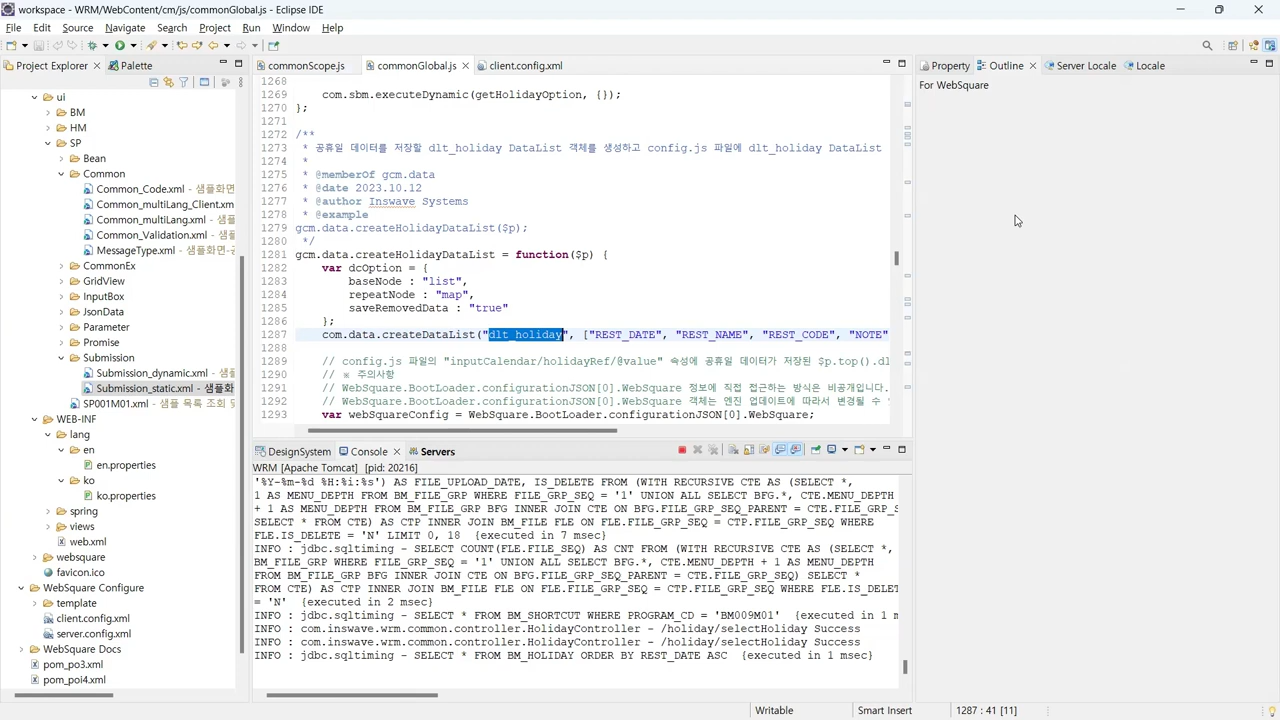 workspace - WRM/WebContent/cm/js/commonGlobal.js - Eclipse IDE
File Edit Source Navigate Search Project Run Window Help
Project Explorer
Palette
ui
BM
HM
SP
Bean
Common
Common_Code.xml - 샘플화면
Common_multiLang_Client.xm
Common_multiLang.xml - 샘플
Common_Validation.xml - 샘플
MessageType.xml - 샘플화면-공
CommonEx
GridView
InputBox
JsonData
Parameter
Promise
Submission
Submission_dynamic.xml - 샘플
Submission_static.xml - 샘플화
SP001M01.xml - 샘플 목록 조회 및
WEB-INF
lang
en
en.properties
ko
ko.properties
spring
views
web.xml
websquare
favicon.ico
WebSquare Configure
template
client.config.xml
server.config.xml
WebSquare Docs
pom_po3.xml
pom_poi4.xml
commonScope.js
commonGlobal.js
client.config.xml
1268
1269 com.sbm.executeDynamic(getHolidayOption, {});
1270 };
1271
1272 /**
1273 * 공휴일 데이터를 저장할 dlt_holiday DataList 객체를 생성하고 config.js 파일에 dlt_holiday DataList
1274 *
1275 * @memberOf gcm.data
1276 * @date 2023.10.12
1277 * @author Inswave Systems
1278 * @example
1279 gcm.data.createHolidayDataList($p);
1280 */
1281 gcm.data.createHolidayDataList = function($p) {
1282 var dcOption = {
1283 baseNode : "list",
1284 repeatNode : "map",
1285 saveRemovedData : "true"
1286 };
1287 com.data.createDataList("dlt_holiday", ["REST_DATE", "REST_NAME", "REST_CODE", "NOTE"
1288
1289 // config.js 파일의 "inputCalendar/holidayRef/@value" 속성에 공휴일 데이터가 저장된 $p.top().dl
1290 // ※ 주의사항
1291 // WebSquare.BootLoader.configurationJSON[0].WebSquare 정보에 직접 접근하는 방식은 비공개입니다.
1292 // WebSquare.BootLoader.configurationJSON[0].WebSquare 객체는 엔진 업데이트에 따라서 변경될 수
1293 var webSquareConfig = WebSquare.BootLoader.configurationJSON[0].WebSquare;
DesignSystem
Console
Servers
WRM [Apache Tomcat] [pid: 20216]
'%Y-%m-%d %H:%i:%s') AS FILE_UPLOAD_DATE, IS_DELETE FROM (WITH RECURSIVE CTE AS (SELECT *,
1 AS MENU_DEPTH FROM BM_FILE_GRP WHERE FILE_GRP_SEQ = '1' UNION ALL SELECT BFG.*, CTE.MENU_DEPTH
+ 1 AS MENU_DEPTH FROM BM_FILE_GRP BFG INNER JOIN CTE ON BFG.FILE_GRP_SEQ_PARENT = CTE.FILE_GRP_S
SELECT * FROM CTE) AS CTP INNER JOIN BM_FILE FLE ON FLE.FILE_GRP_SEQ = CTP.FILE_GRP_SEQ WHERE
FLE.IS_DELETE = 'N' LIMIT 0, 18 {executed in 7 msec}
INFO : jdbc.sqltiming - SELECT COUNT(FLE.FILE_SEQ) AS CNT FROM (WITH RECURSIVE CTE AS (SELECT *,
BM_FILE_GRP WHERE FILE_GRP_SEQ = '1' UNION ALL SELECT BFG.*, CTE.MENU_DEPTH + 1 AS MENU_DEPTH
FROM BM_FILE_GRP BFG INNER JOIN CTE ON BFG.FILE_GRP_SEQ_PARENT = CTE.FILE_GRP_SEQ) SELECT *
FROM CTE) AS CTP INNER JOIN BM_FILE FLE ON FLE.FILE_GRP_SEQ = CTP.FILE_GRP_SEQ WHERE FLE.IS_DELET
= 'N' {executed in 2 msec}
INFO : jdbc.sqltiming - SELECT * FROM BM_SHORTCUT WHERE PROGRAM_CD = 'BM009M01' {executed in 1 m
INFO : com.inswave.wrm.common.controller.HolidayController - /holiday/selectHoliday Success
INFO : com.inswave.wrm.common.controller.HolidayController - /holiday/selectHoliday Success
INFO : jdbc.sqltiming - SELECT * FROM BM_HOLIDAY ORDER BY REST_DATE ASC {executed in 1 msec}
Property
Outline
Server Locale
Locale
For WebSquare
Writable
Smart Insert
1287 : 41 [11]